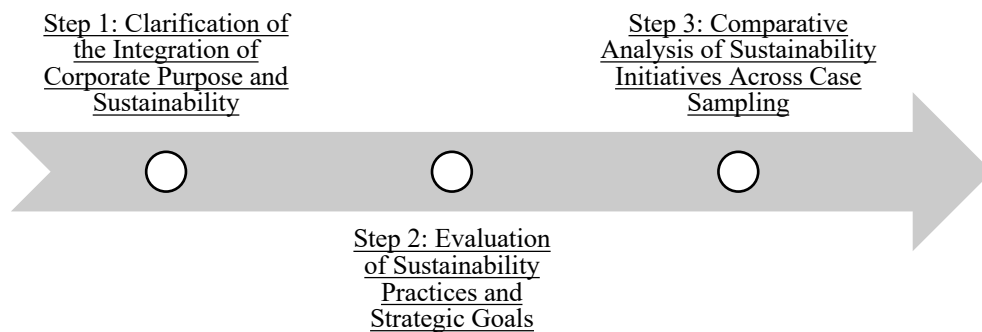 Step 1: Clarification of
the Integration of
Corporate Purpose and
Sustainability
Step 2: Evaluation
of Sustainability
Practices and
Strategic Goals
Step 3: Comparative
Analysis of Sustainability
Initiatives Across Case
Sampling